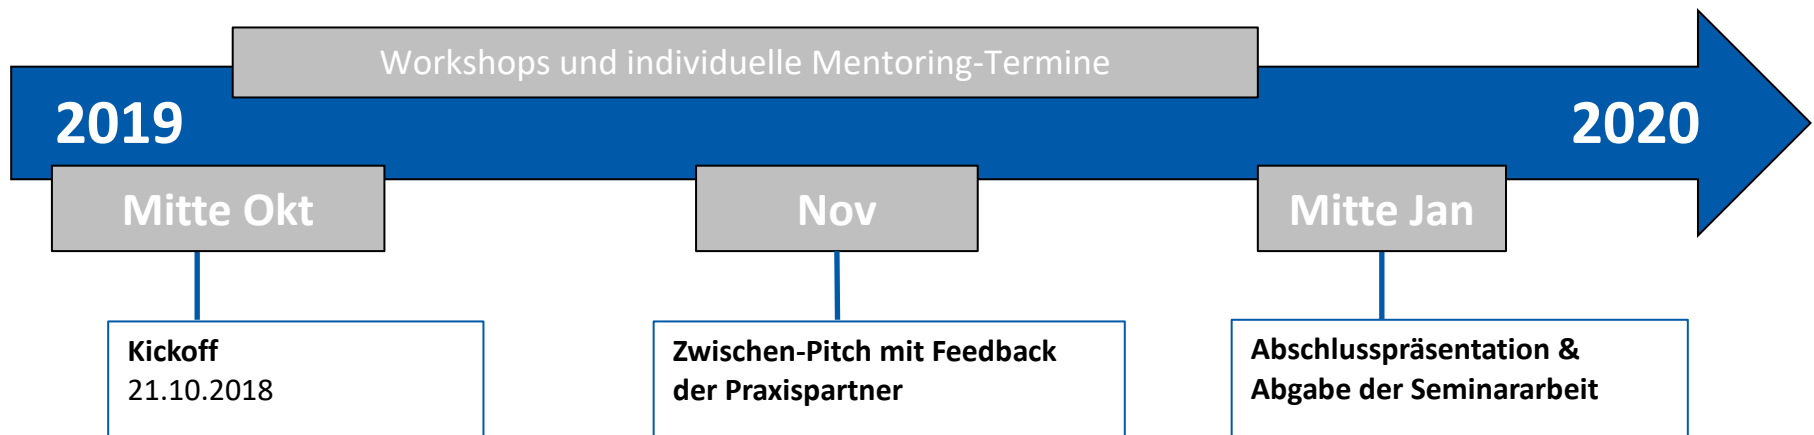 Workshops und individuelle Mentoring-Termine
2019
2020
Mitte Okt
Nov
Mitte Jan
Kickoff
21.10.2018
Zwischen-Pitch mit Feedback
der Praxispartner
Abschlusspräsentation &
Abgabe der Seminararbeit